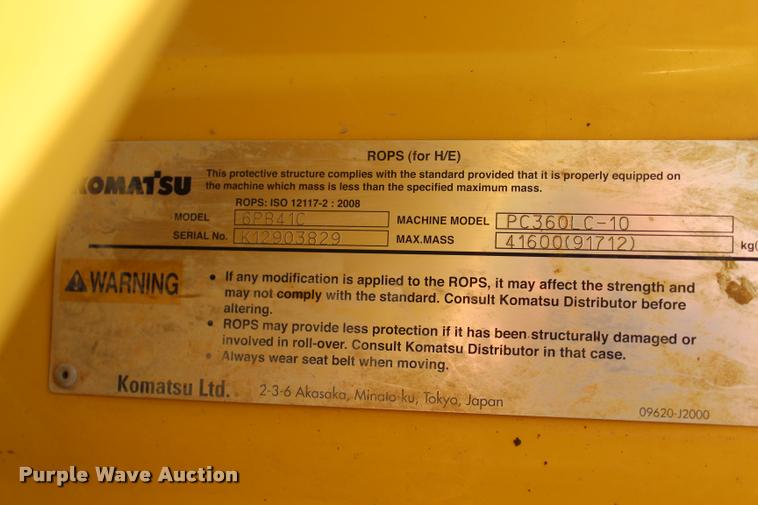 ROPS (for H/E)
KOMATSU
This protective structure complies with the standard provided that it is properly equipped on
the machine which mass is less than the specified maximum mass.
ROPS: ISO 12117-2 : 2008
MODEL 6PB41C MACHINE MODEL PC360LC-10
SERIAL No. K12903829 MAX.MASS 41600(91712) kg(
WARNING
• If any modification is applied to the ROPS, it may affect the strength and
may not comply with the standard. Consult Komatsu Distributor before
altering.
• ROPS may provide less protection if it has been structurally damaged or
involved in roll-over. Consult Komatsu Distributor in that case.
• Always wear seat belt when moving.
Komatsu Ltd. 2-3-6 Akasaka, Minato-ku, Tokyo, Japan
09620-J2000
Purple Wave Auction